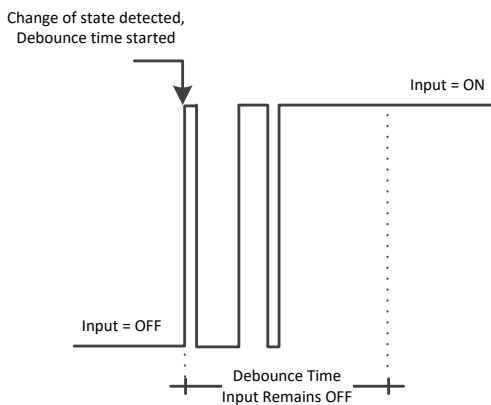 Change of state detected,
Debounce time started
Input = ON
Input = OFF
Debounce Time
Input Remains OFF